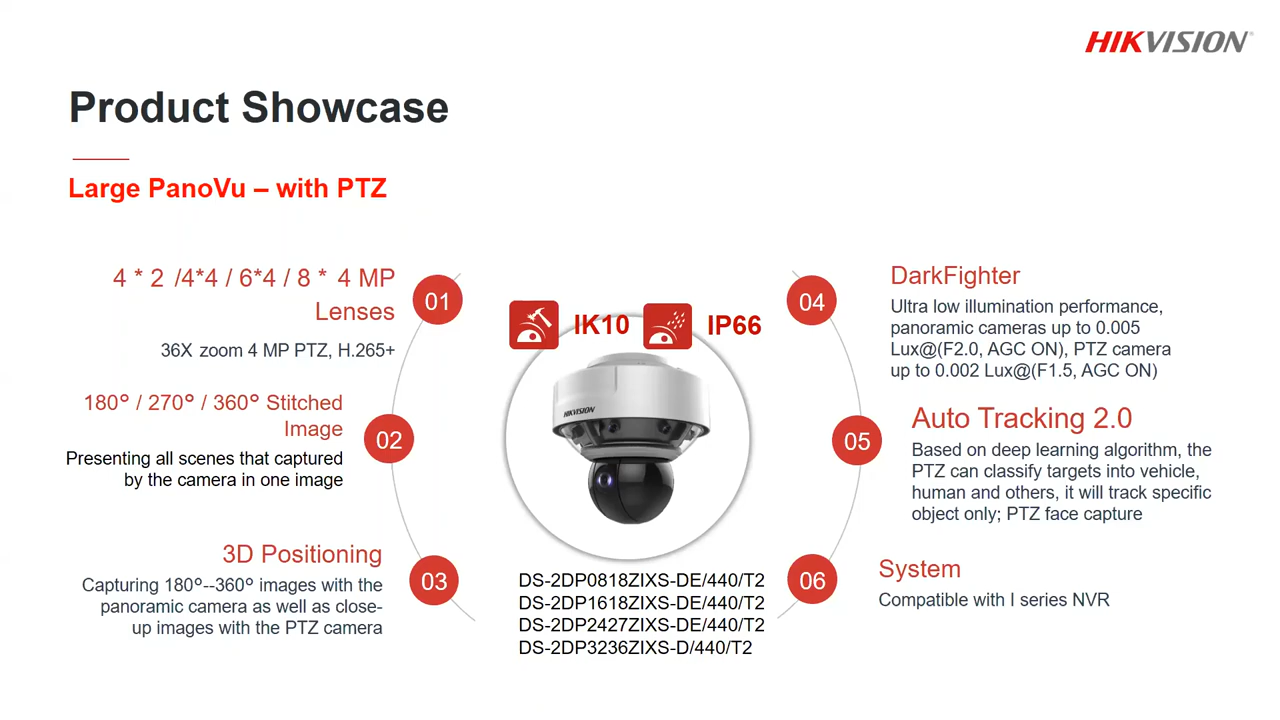 HIKVISION
Product Showcase
Large PanoVu – with PTZ
4 * 2 /4*4 / 6*4 / 8 * 4 MP
Lenses
36X zoom 4 MP PTZ, H.265+
01
180° / 270° / 360° Stitched
Image
Presenting all scenes that captured
by the camera in one image
02
3D Positioning
Capturing 180°--360° images with the
panoramic camera as well as close-
up images with the PTZ camera
03
IK10
IP66
HIKVISION
DS-2DP0818ZIXS-DE/440/T2
DS-2DP1618ZIXS-DE/440/T2
DS-2DP2427ZIXS-DE/440/T2
DS-2DP3236ZIXS-D/440/T2
04
DarkFighter
Ultra low illumination performance,
panoramic cameras up to 0.005
Lux@(F2.0, AGC ON), PTZ camera
up to 0.002 Lux@(F1.5, AGC ON)
05
Auto Tracking 2.0
Based on deep learning algorithm, the
PTZ can classify targets into vehicle,
human and others, it will track specific
object only; PTZ face capture
06
System
Compatible with I series NVR